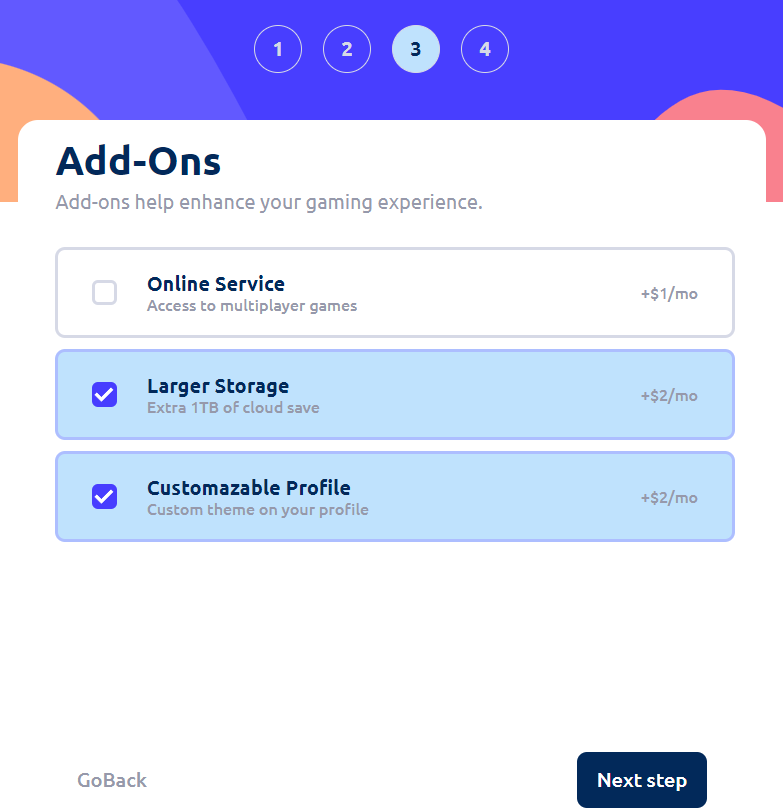 1 2 3 4
Add-Ons
Add-ons help enhance your gaming experience.
Online Service
Access to multiplayer games
+$1/mo
Larger Storage
Extra 1TB of cloud save
+$2/mo
Customazable Profile
Custom theme on your profile
+$2/mo
GoBack
Next step